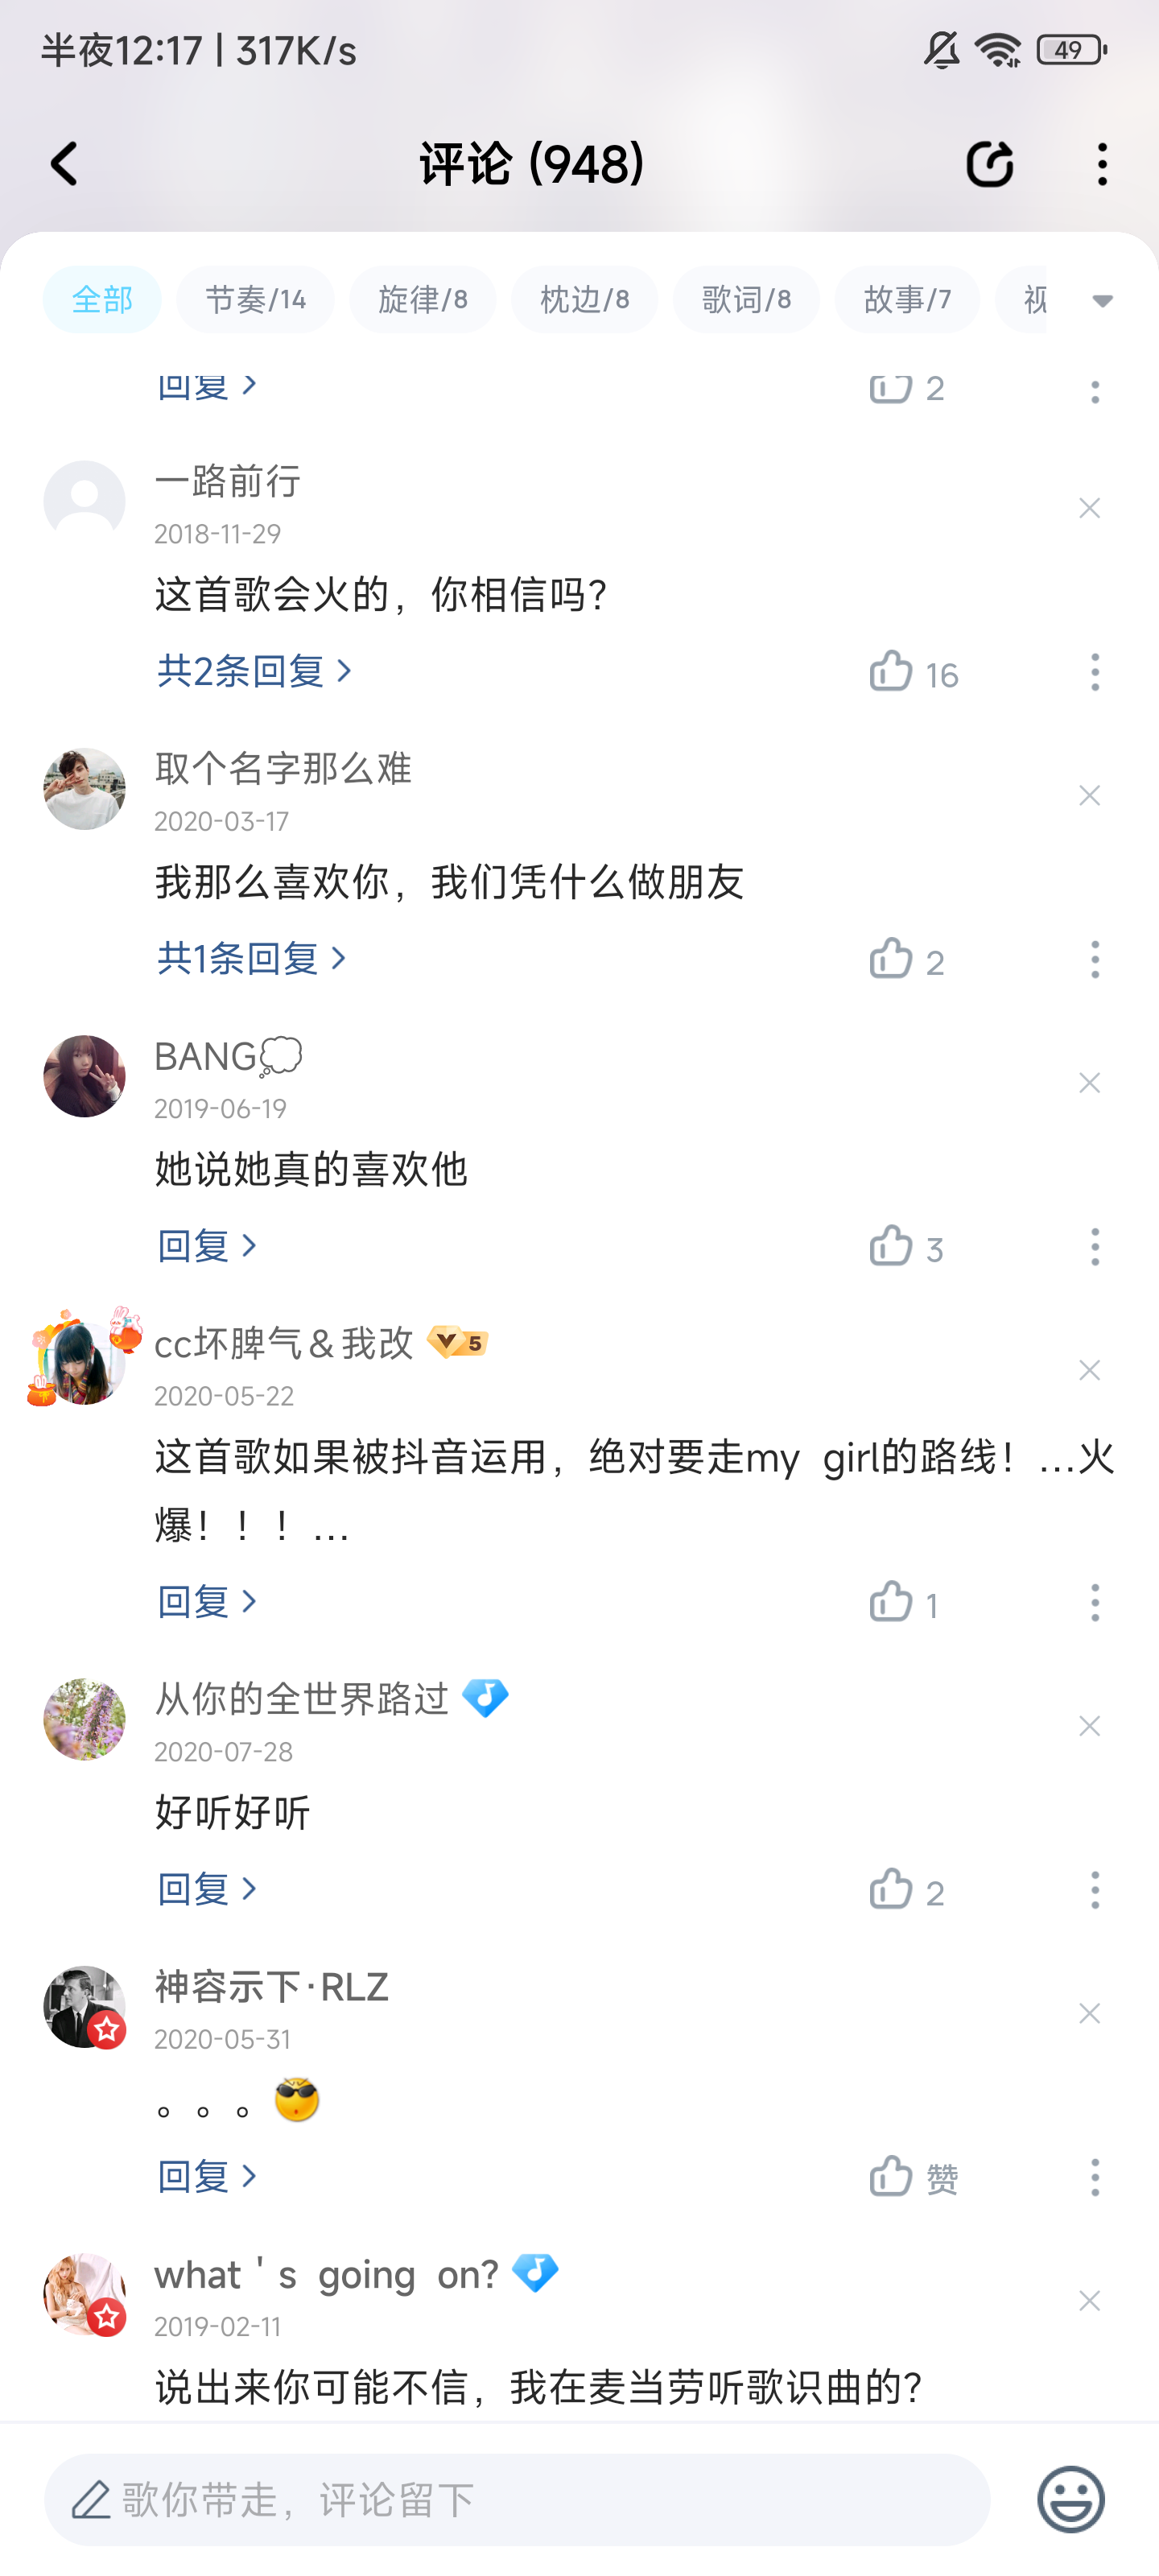 半夜12:17 | 317K/s
49
评论 (948)
全部 节奏/14 旋律/8 枕边/8 歌词/8 故事/7 视
回复 2
一路前行
2018-11-29
这首歌会火的，你相信吗？
共2条回复 16
取个名字那么难
2020-03-17
我那么喜欢你，我们凭什么做朋友
共1条回复 2
BANG💭
2019-06-19
她说她真的喜欢他
回复 3
cc坏脾气＆我改 V5
2020-05-22
这首歌如果被抖音运用，绝对要走my girl的路线！...火
爆！！！...
回复 1
从你的全世界路过
2020-07-28
好听好听
回复 2
神容示下·RLZ
2020-05-31
。。。😎
回复 赞
what＇s going on?
2019-02-11
说出来你可能不信，我在麦当劳听歌识曲的?
歌你带走，评论留下